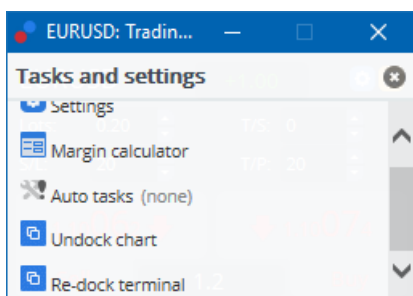 EURUSD: Tradin...
Tasks and settings
Settings
Margin calculator
Auto tasks (none)
Undock chart
Re-dock terminal